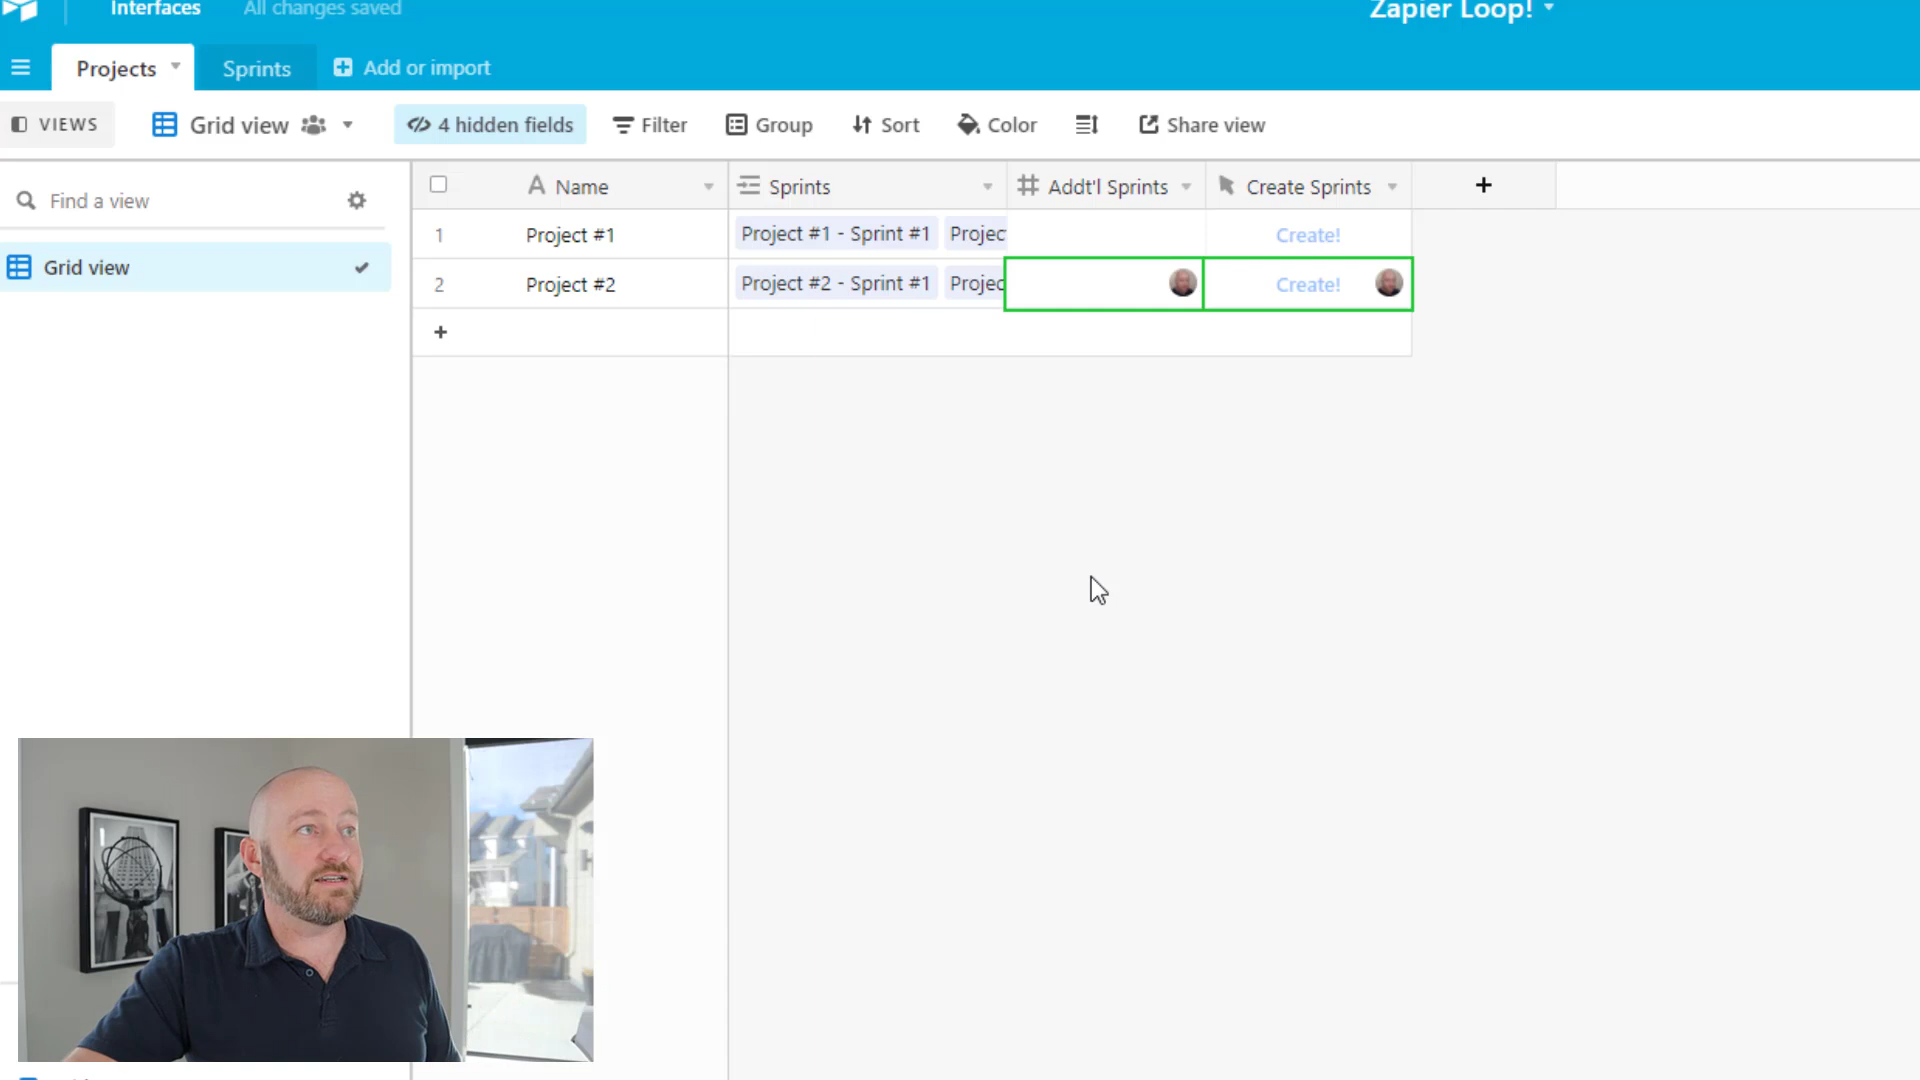 Interfaces All changes saved Zapier Loop!
Projects Sprints Add or import
VIEWS Grid view 4 hidden fields Filter Group Sort Color Share view
Find a view
Grid view
Name Sprints Addt'l Sprints Create Sprints
1 Project #1 Project #1 - Sprint #1 Projec Create!
2 Project #2 Project #2 - Sprint #1 Projec Create!